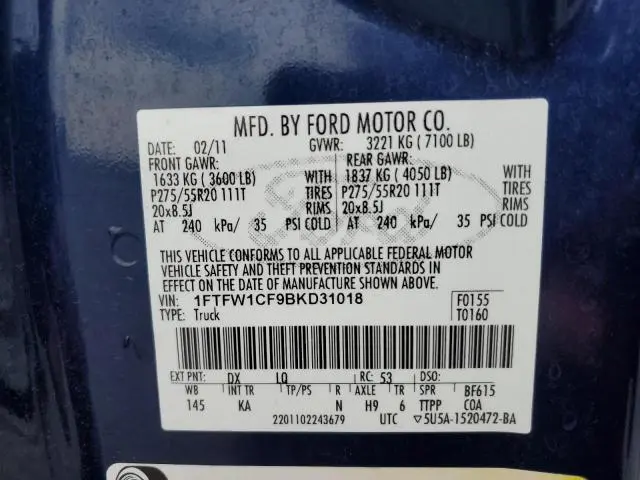 MFD. BY FORD MOTOR CO.
DATE: 02/11 GVWR: 3221 KG ( 7100 LB)
FRONT GAWR: REAR GAWR:
1633 KG ( 3600 LB) WITH 1837 KG ( 4050 LB) WITH
P275/55R20 111T TIRES P275/55R20 111T TIRES
20x8.5J RIMS 20x8.5J RIMS
AT 240 kPa/ 35 PSI COLD AT 240 kPa/ 35 PSI COLD
THIS VEHICLE CONFORMS TO ALL APPLICABLE FEDERAL MOTOR
VEHICLE SAFETY AND THEFT PREVENTION STANDARDS IN
EFFECT ON THE DATE OF MANUFACTURE SHOWN ABOVE.
VIN: 1FTFW1CF9BKD31018 F0155
TYPE: Truck T0160
EXT PNT: DX LQ RC: 53 DSO:
WB INT TR TP/PS R AXLE TR SPR BF615
145 KA N H9 6 TTPP COA
2201102243679 UTC ▽5U5A-1520472-BA